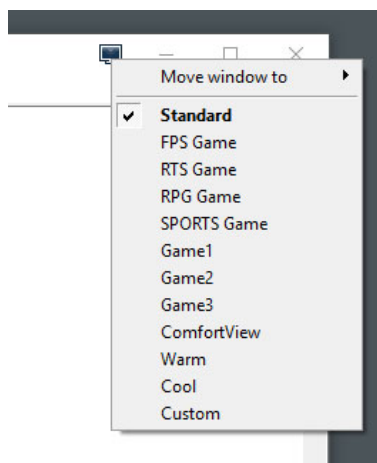 Move window to
Standard
FPS Game
RTS Game
RPG Game
SPORTS Game
Game1
Game2
Game3
ComfortView
Warm
Cool
Custom